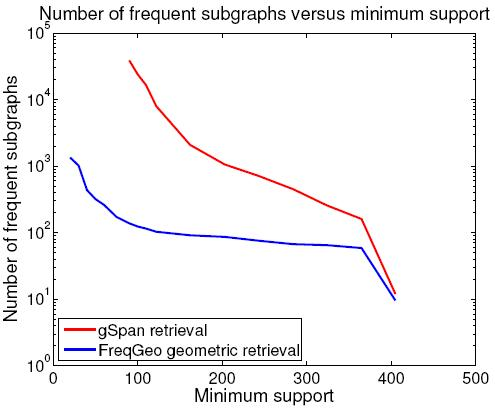 Number of frequent subgraphs versus minimum support
Number of frequent subgraphs
10^5
10^4
10^3
10^2
10^1
10^0
gSpan retrieval
FreqGeo geometric retrieval
0 100 200 300 400 500
Minimum support